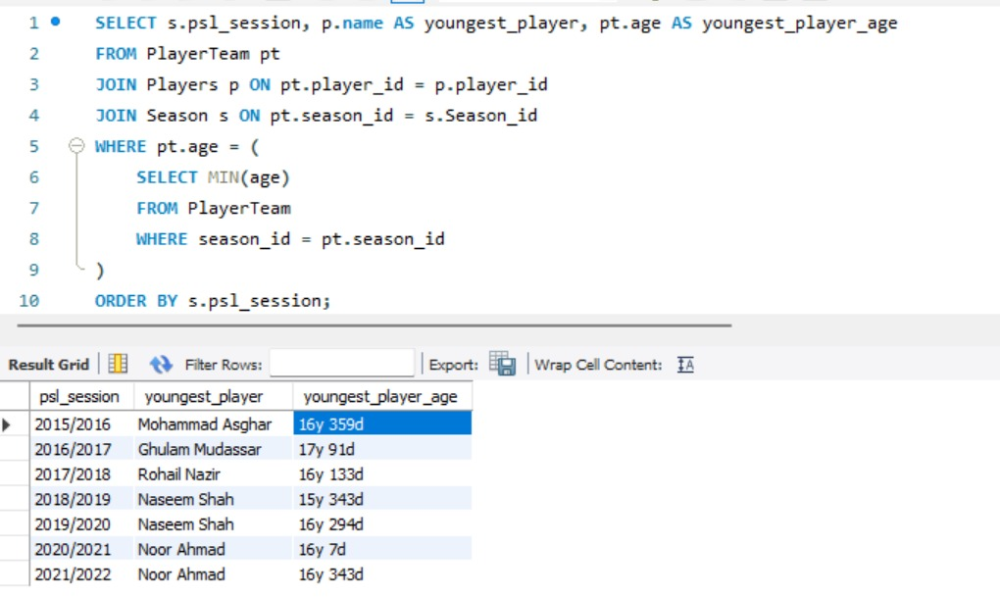 1 SELECT s.psl_session, p.name AS youngest_player, pt.age AS youngest_player_age
2 FROM PlayerTeam pt
3 JOIN Players p ON pt.player_id = p.player_id
4 JOIN Season s ON pt.season_id = s.Season_id
5 WHERE pt.age = (
6 SELECT MIN(age)
7 FROM PlayerTeam
8 WHERE season_id = pt.season_id
9 )
10 ORDER BY s.psl_session;
Result Grid Filter Rows: Export: Wrap Cell Content: IA
psl_session youngest_player youngest_player_age
2015/2016 Mohammad Asghar 16y 359d
2016/2017 Ghulam Mudassar 17y 91d
2017/2018 Rohail Nazir 16y 133d
2018/2019 Naseem Shah 15y 343d
2019/2020 Naseem Shah 16y 294d
2020/2021 Noor Ahmad 16y 7d
2021/2022 Noor Ahmad 16y 343d